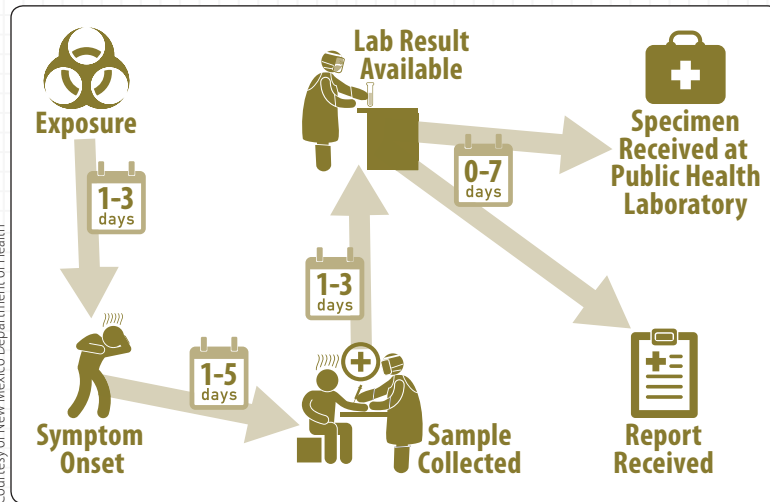 Exposure
1-3
days
Symptom
Onset
1-5
days
Sample
Collected
1-3
days
Lab Result
Available
0-7
days
Specimen
Received at
Public Health
Laboratory
Report
Received
Courtesy of New Mexico Department of Health